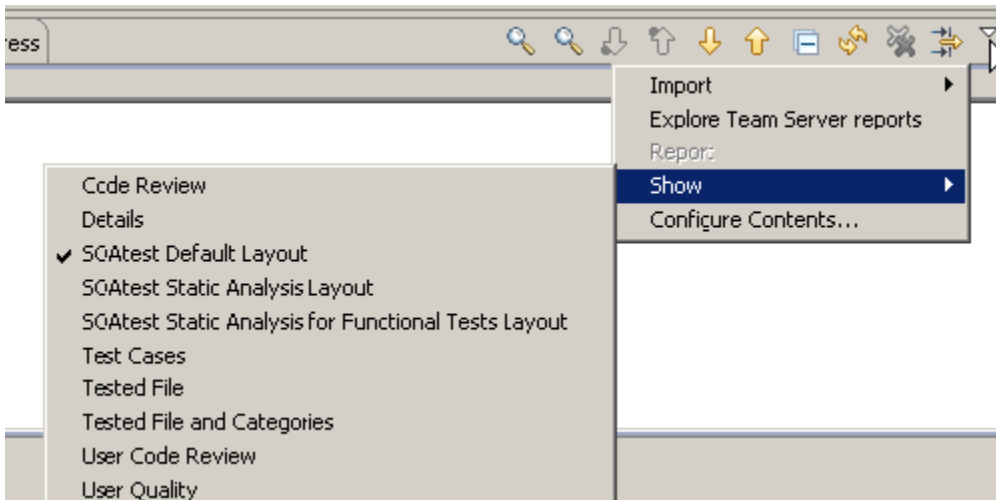 ress
Import
Explore Team Server reports
Report
Show
Configure Contents...
Code Review
Details
SOAtest Default Layout
SOAtest Static Analysis Layout
SOAtest Static Analysis for Functional Tests Layout
Test Cases
Tested File
Tested File and Categories
User Code Review
User Quality